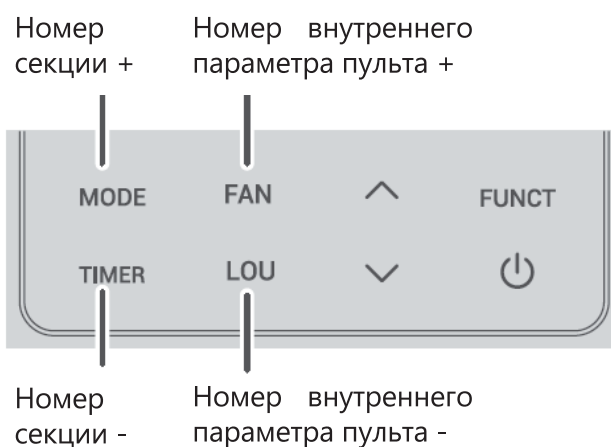 Номер
секции +
Номер внутреннего
параметра пульта +
MODE FAN FUNCT
TIMER LOU
Номер
секции -
Номер внутреннего
параметра пульта -